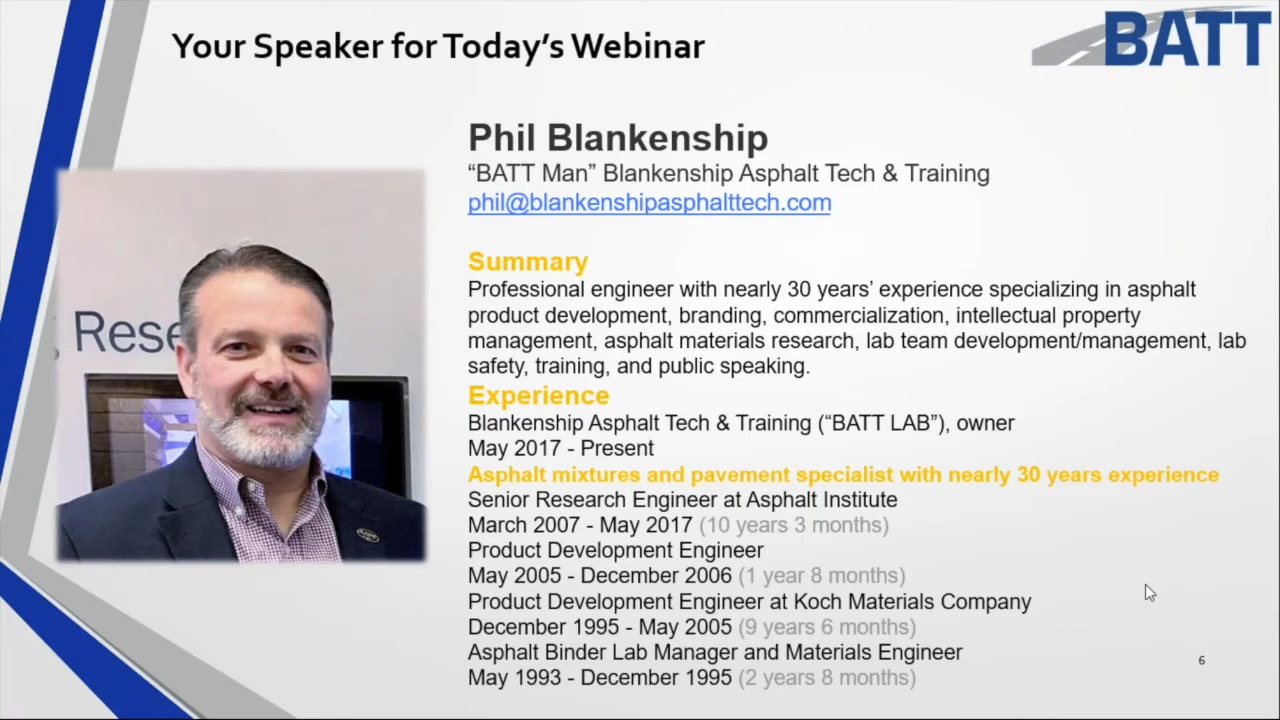 Your Speaker for Today's Webinar
BATT
Phil Blankenship
“BATT Man” Blankenship Asphalt Tech & Training
phil@blankenshipasphalttech.com
Summary
Professional engineer with nearly 30 years’ experience specializing in asphalt
product development, branding, commercialization, intellectual property
management, asphalt materials research, lab team development/management, lab
safety, training, and public speaking.
Experience
Blankenship Asphalt Tech & Training (“BATT LAB”), owner
May 2017 - Present
Asphalt mixtures and pavement specialist with nearly 30 years experience
Senior Research Engineer at Asphalt Institute
March 2007 - May 2017 (10 years 3 months)
Product Development Engineer
May 2005 - December 2006 (1 year 8 months)
Product Development Engineer at Koch Materials Company
December 1995 - May 2005 (9 years 6 months)
Asphalt Binder Lab Manager and Materials Engineer
May 1993 - December 1995 (2 years 8 months)
Rese
6